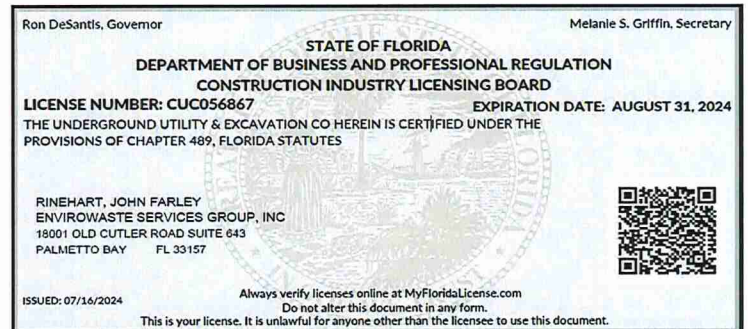 Ron DeSantis, Governor
Melanie S. Griffin, Secretary
STATE OF FLORIDA
DEPARTMENT OF BUSINESS AND PROFESSIONAL REGULATION
CONSTRUCTION INDUSTRY LICENSING BOARD
LICENSE NUMBER: CUC056867
EXPIRATION DATE: AUGUST 31, 2024
THE UNDERGROUND UTILITY & EXCAVATION CO HEREIN IS CERTIFIED UNDER THE
PROVISIONS OF CHAPTER 489, FLORIDA STATUTES
RINEHART, JOHN FARLEY
ENVIROWASTE SERVICES GROUP, INC
18001 OLD CUTLER ROAD SUITE 643
PALMETTO BAY FL 33157
ISSUED: 07/16/2024
Always verify licenses online at MyFloridaLicense.com
Do not alter this document in any form.
This is your license. It is unlawful for anyone other than the licensee to use this document.